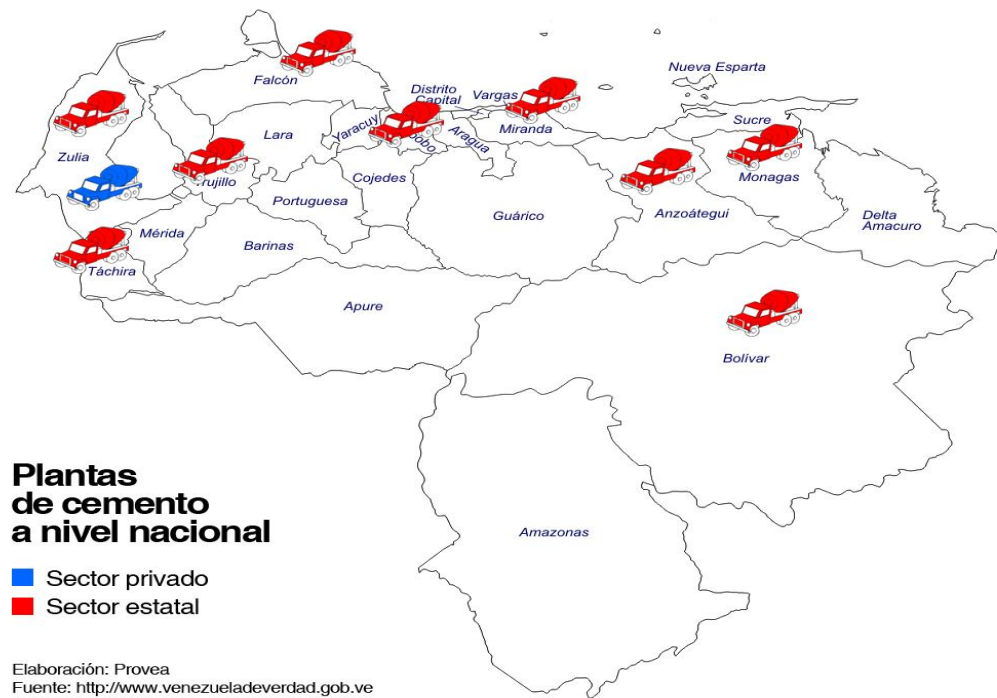 Falcón
Nueva Esparta
Distrito
Capital
Vargas
Zulia
Lara
Yaracuy
bobo
Aragua
Miranda
Sucre
Trujillo
Cojedes
Monagas
Portuguesa
Guárico
Anzoátegui
Delta
Amacuro
Mérida
Barinas
Táchira
Apure
Bolívar
Amazonas
Plantas
de cemento
a nivel nacional
Sector privado
Sector estatal
Elaboración: Provea
Fuente: http://www.venezueladeverdad.gob.ve